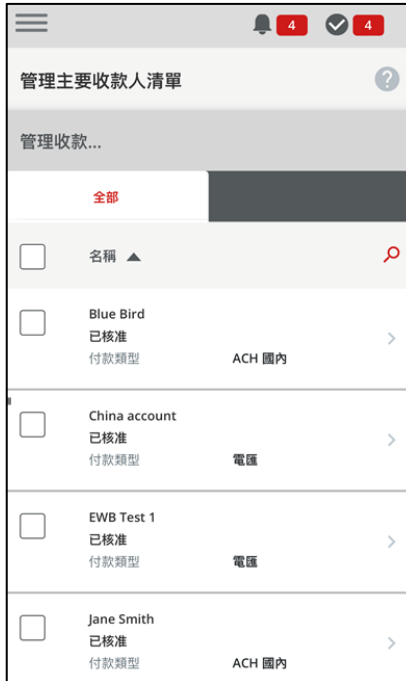 4 4
管理主要收款人清單 ?
管理收款...
全部
名稱 ▲
Blue Bird
已核准
付款類型 ACH 國內
China account
已核准
付款類型 電匯
EWB Test 1
已核准
付款類型 電匯
Jane Smith
已核准
付款類型 ACH 國內